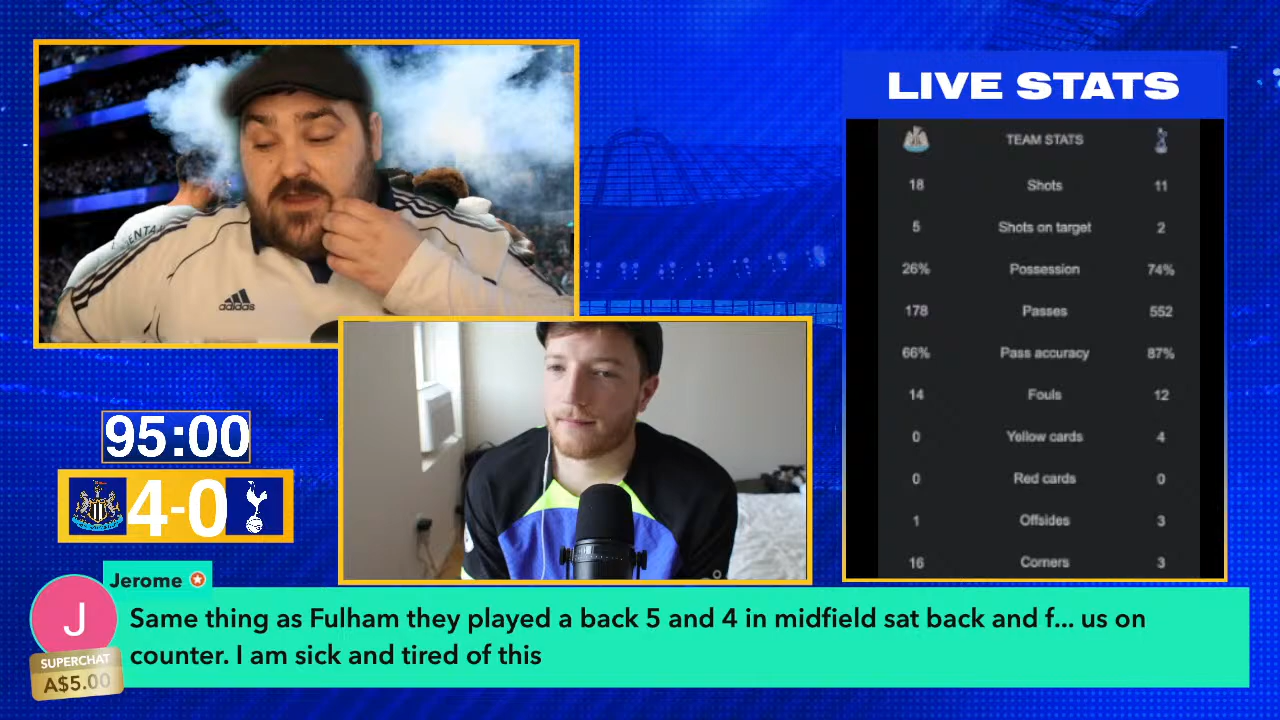 LIVE STATS
TEAM STATS
18 Shots 11
5 Shots on target 2
26% Possession 74%
178 Passes 552
66% Pass accuracy 87%
14 Fouls 12
0 Yellow cards 4
0 Red cards 0
1 Offsides 3
16 Corners 3
adidas
95:00
4-0
Jerome
J
SUPERCHAT
A$5.00
Same thing as Fulham they played a back 5 and 4 in midfield sat back and f... us on
counter. I am sick and tired of this